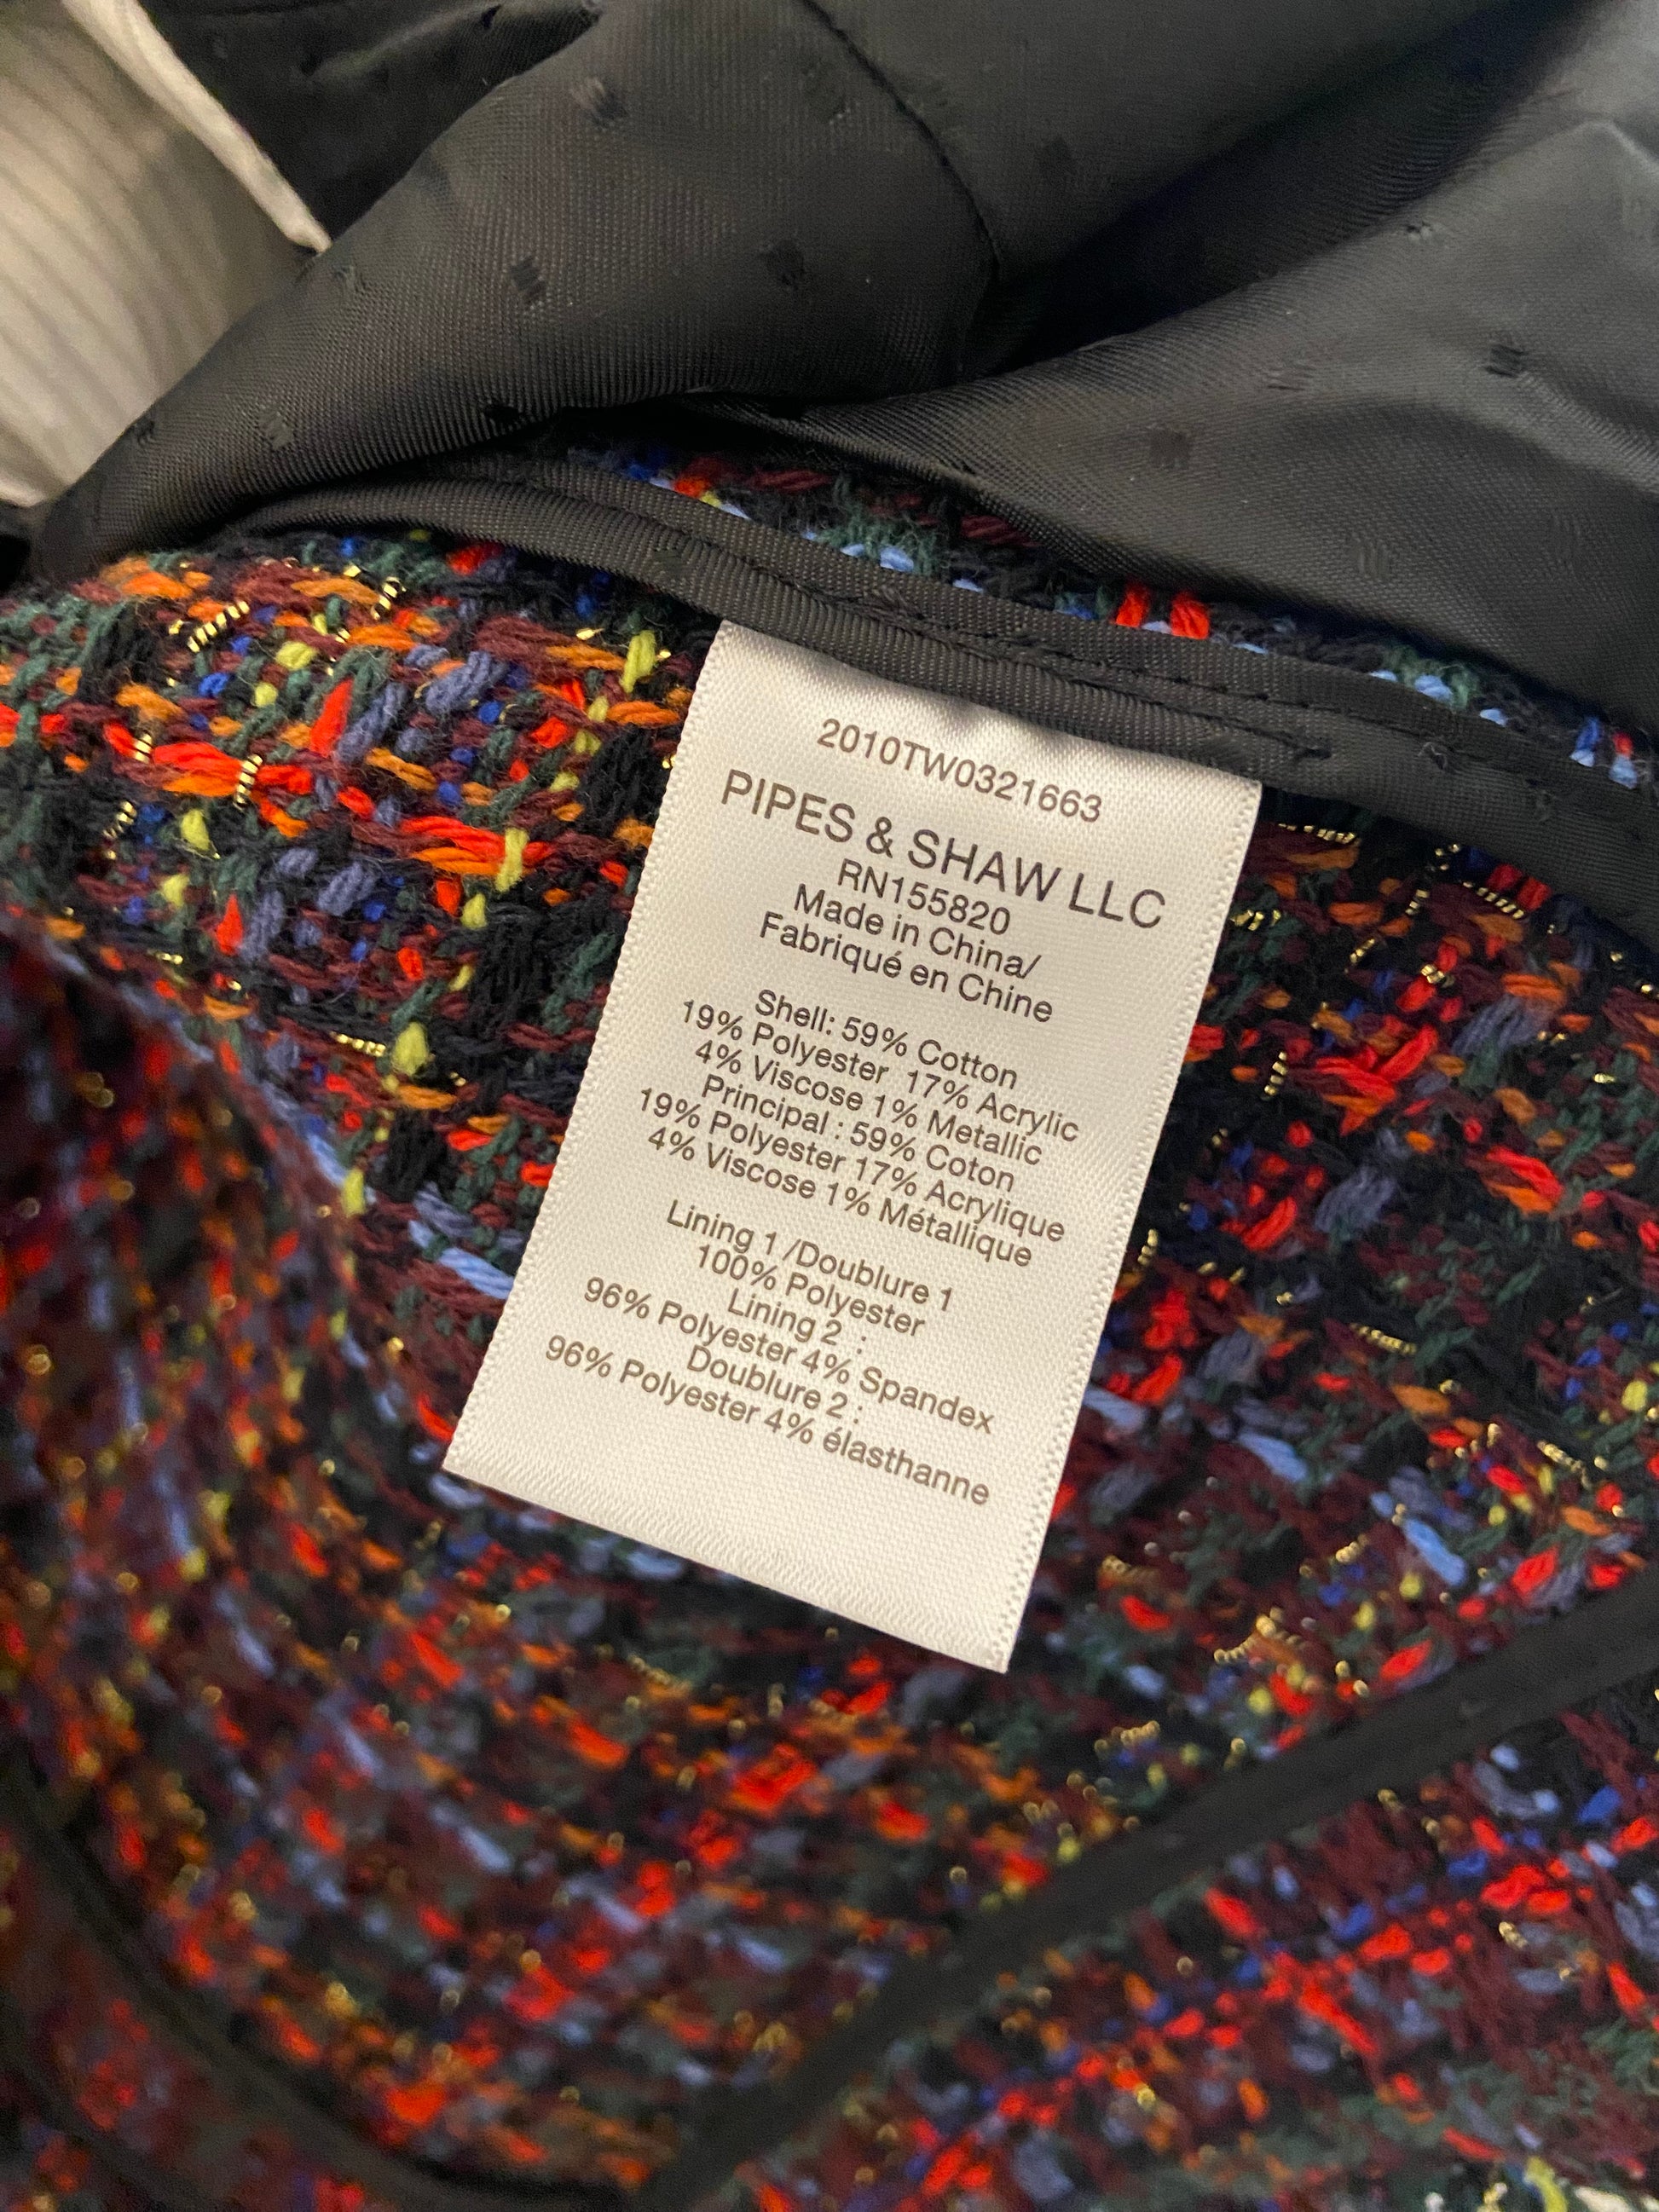 2010TW0321663
PIPES & SHAW LLC
RN155820
Made in China/
Fabriqué en Chine
Shell: 59% Cotton
19% Polyester 17% Acrylic
4% Viscose 1% Metallic
Principal : 59% Coton
19% Polyester 17% Acrylique
4% Viscose 1% Métallique
Lining 1 /Doublure 1
100% Polyester
Lining 2 :
96% Polyester 4% Spandex
Doublure 2 :
96% Polyester 4% élasthanne